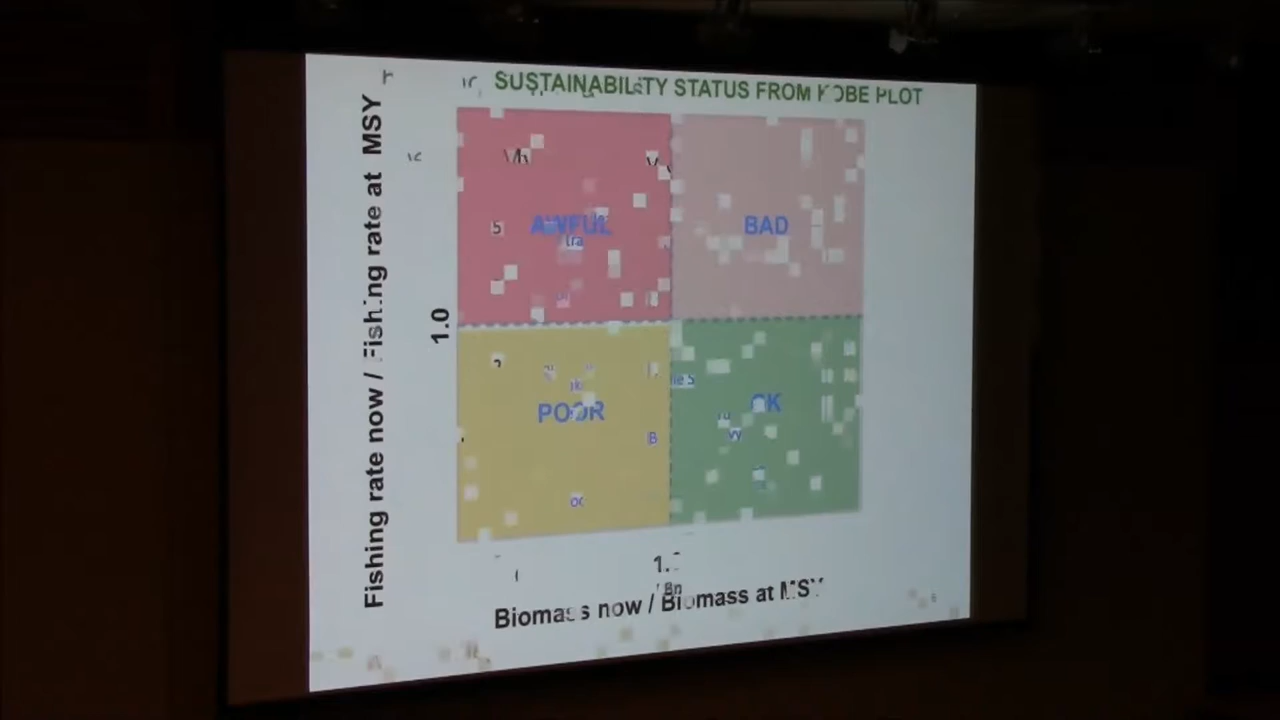 SUSTAINABILITY STATUS FROM KOBE PLOT
Fishing rate now / Fishing rate at MSY
AWFUL
BAD
1.0
POOR
OK
Biomass now / Biomass at MSY